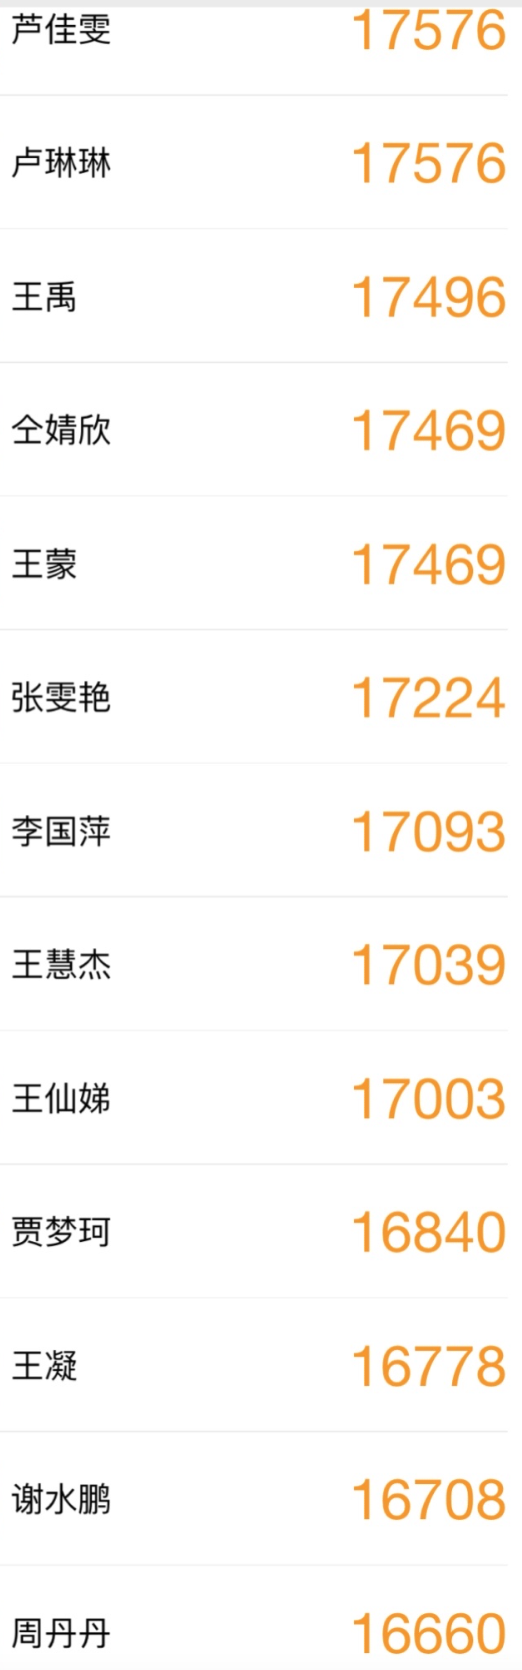 芦佳雯 17576
卢琳琳 17576
王禹 17496
仝婧欣 17469
王蒙 17469
张雯艳 17224
李国萍 17093
王慧杰 17039
王仙娣 17003
贾梦珂 16840
王凝 16778
谢水鹏 16708
周丹丹 16660